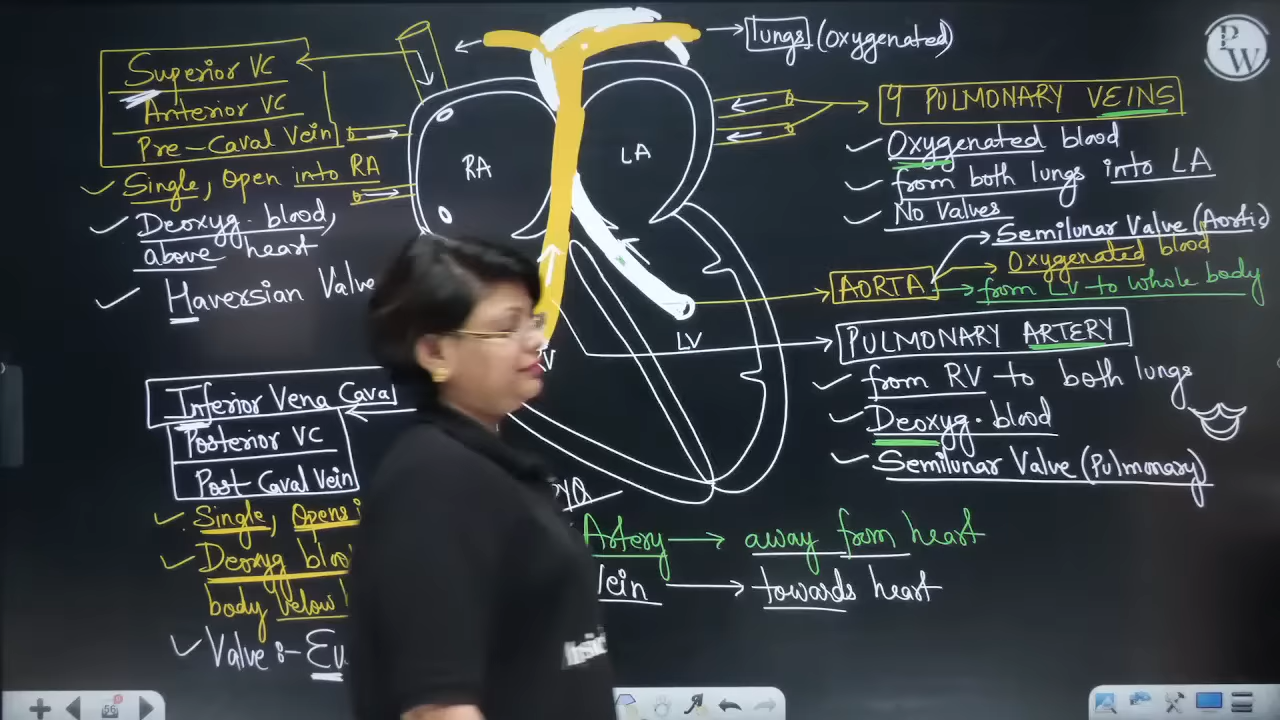 Superior VC
Anterior VC
Pre-Caval Vein
✓ Single, Open into RA
✓ Deoxyg. blood,
above heart
✓ Haversian Valve
Inferior Vena Caval
Posterior VC
Post Caval Vein
✓ Single, Opens
✓ Deoxyg
body below
✓ Valve :-
RA
LA
LV
→ lungs (oxygenated)
PW
4 PULMONARY VEINS
✓ Oxygenated blood
✓ from both lungs into LA
✓ No Valves
→ Semilunar Valve (Aortic)
→ Oxygenated blood
AORTA → from LV to whole body
PULMONARY ARTERY
✓ from RV to both lungs
✓ Deoxyg. blood
✓ Semilunar Valve (Pulmonary)
Artery → away from heart
→ towards heart
56